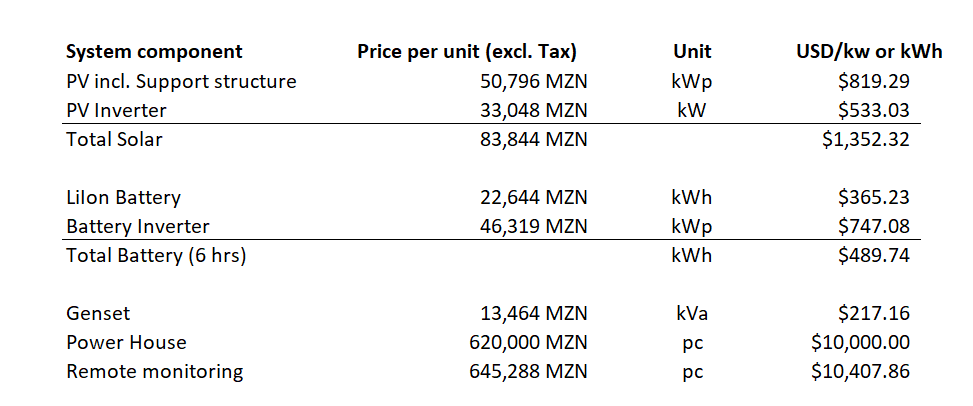 System component Price per unit (excl. Tax) Unit USD/kw or kWh
PV incl. Support structure 50,796 MZN kWp $819.29
PV Inverter 33,048 MZN kW $533.03
Total Solar 83,844 MZN $1,352.32
LiIon Battery 22,644 MZN kWh $365.23
Battery Inverter 46,319 MZN kWp $747.08
Total Battery (6 hrs) kWh $489.74
Genset 13,464 MZN kVa $217.16
Power House 620,000 MZN pc $10,000.00
Remote monitoring 645,288 MZN pc $10,407.86